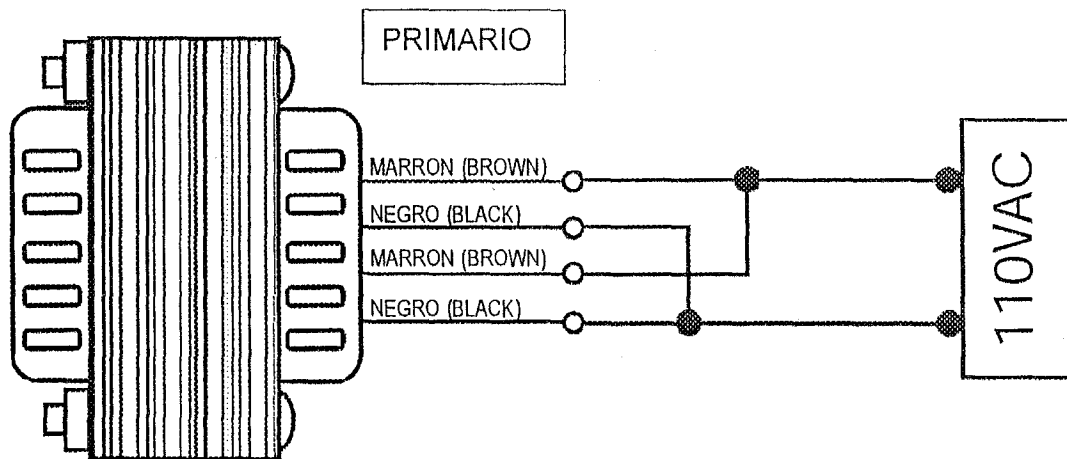 PRIMARIO
MARRON (BROWN)
NEGRO (BLACK)
MARRON (BROWN)
NEGRO (BLACK)
110VAC